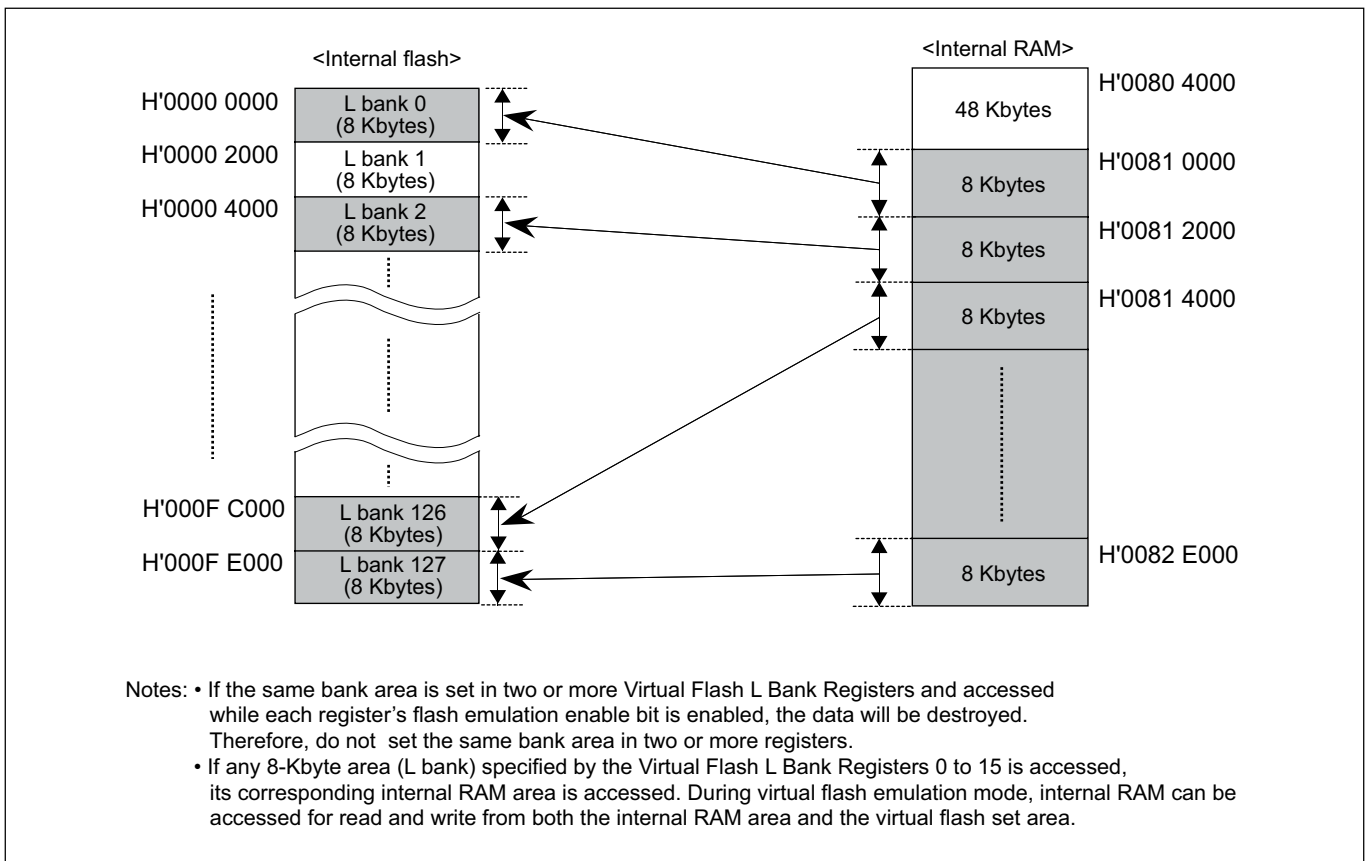 <Internal flash>
H'0000 0000
L bank 0
(8 Kbytes)
H'0000 2000
L bank 1
(8 Kbytes)
H'0000 4000
L bank 2
(8 Kbytes)
H'000F C000
L bank 126
(8 Kbytes)
H'000F E000
L bank 127
(8 Kbytes)
<Internal RAM>
H'0080 4000
48 Kbytes
H'0081 0000
8 Kbytes
H'0081 2000
8 Kbytes
H'0081 4000
8 Kbytes
H'0082 E000
8 Kbytes
Notes: • If the same bank area is set in two or more Virtual Flash L Bank Registers and accessed
while each register's flash emulation enable bit is enabled, the data will be destroyed.
Therefore, do not set the same bank area in two or more registers.
• If any 8-Kbyte area (L bank) specified by the Virtual Flash L Bank Registers 0 to 15 is accessed,
its corresponding internal RAM area is accessed. During virtual flash emulation mode, internal RAM can be
accessed for read and write from both the internal RAM area and the virtual flash set area.